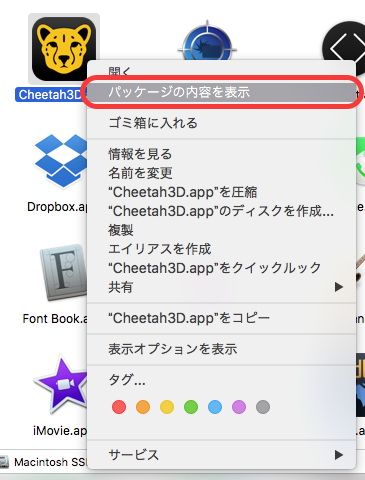 Cheetah3D.
開く
パッケージの内容を表示
ゴミ箱に入れる
情報を見る
名前を変更
“Cheetah3D.app”を圧縮
“Cheetah3D.app”のディスクを作成...
複製
エイリアスを作成
“Cheetah3D.app”をクイックルック
共有
“Cheetah3D.app”をコピー
表示オプションを表示
タグ...
サービス
Dropbox.ap
Font Book.a
iMovie.ap
Macintosh SS